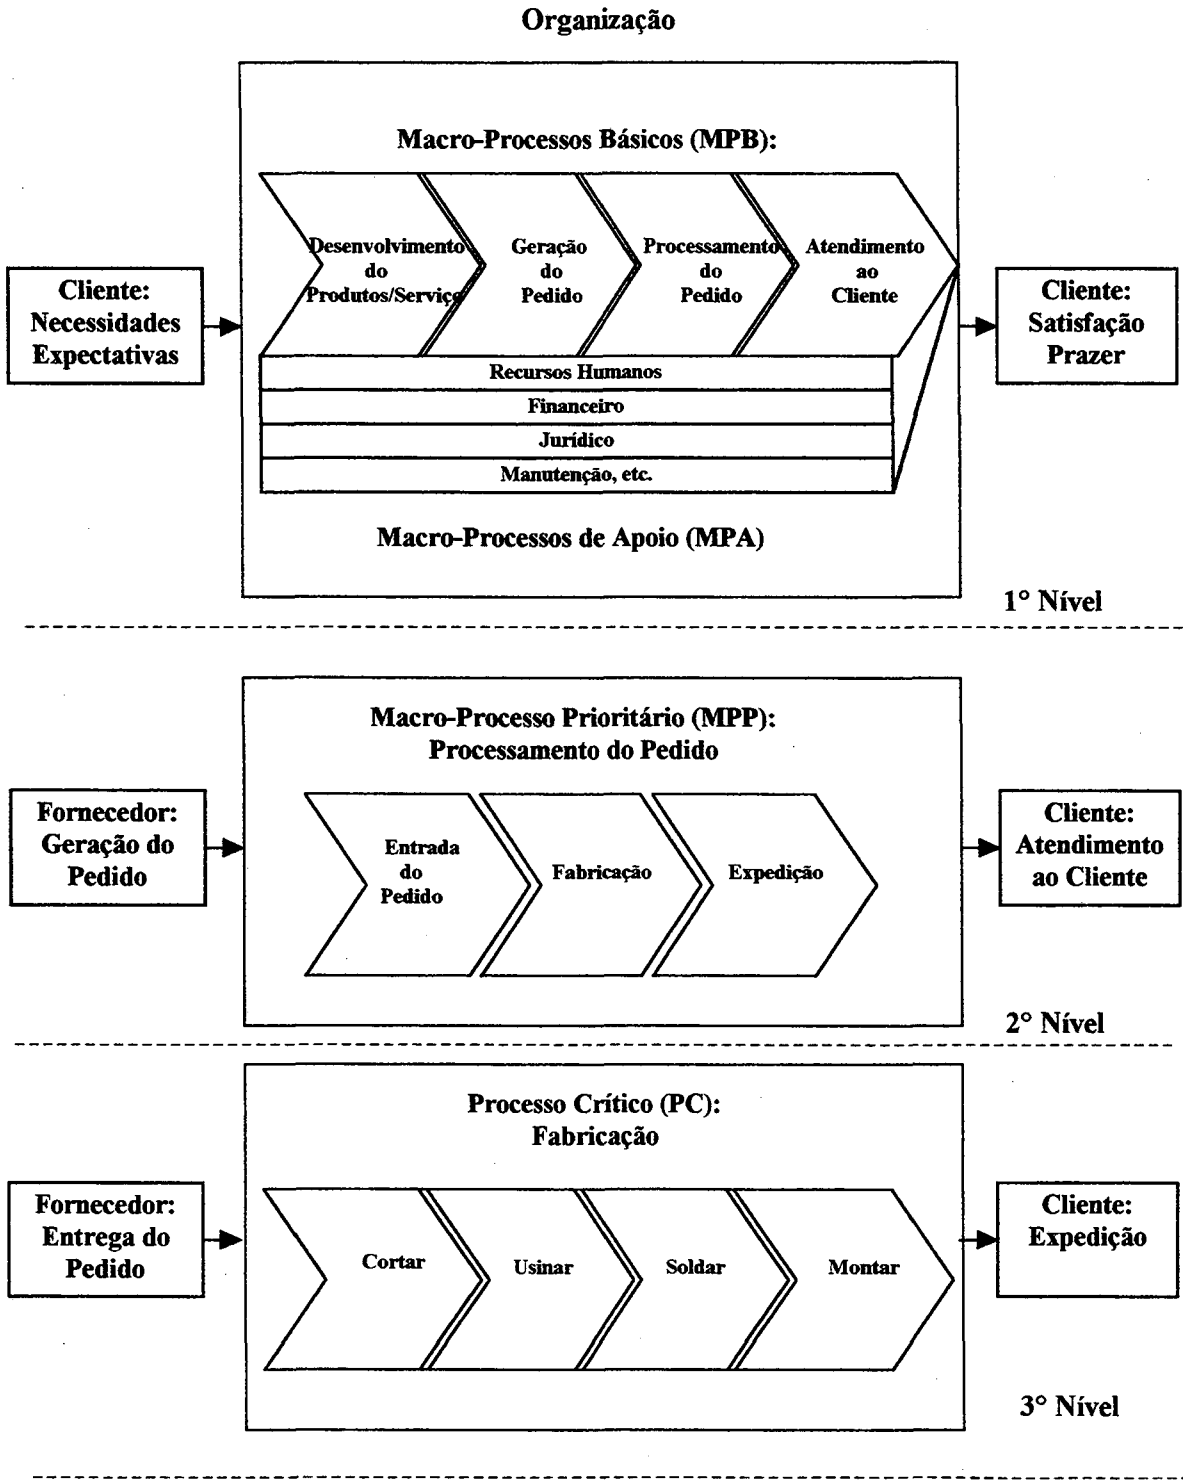 Organização
Macro-Processos Básicos (MPB):
Desenvolvimento
do
Produtos/Serviço
Geração
do
Pedido
Processamento
do
Pedido
Atendimento
ao
Cliente
Cliente:
Necessidades
Expectativas
Cliente:
Satisfação
Prazer
Recursos Humanos
Financeiro
Jurídico
Manutenção, etc.
Macro-Processos de Apoio (MPA)
1° Nível
Macro-Processo Prioritário (MPP):
Processamento do Pedido
Fornecedor:
Geração do
Pedido
Entrada
do
Pedido
Fabricação
Expedição
Cliente:
Atendimento
ao Cliente
2° Nível
Processo Crítico (PC):
Fabricação
Fornecedor:
Entrega do
Pedido
Cortar
Usinar
Soldar
Montar
Cliente:
Expedição
3° Nível